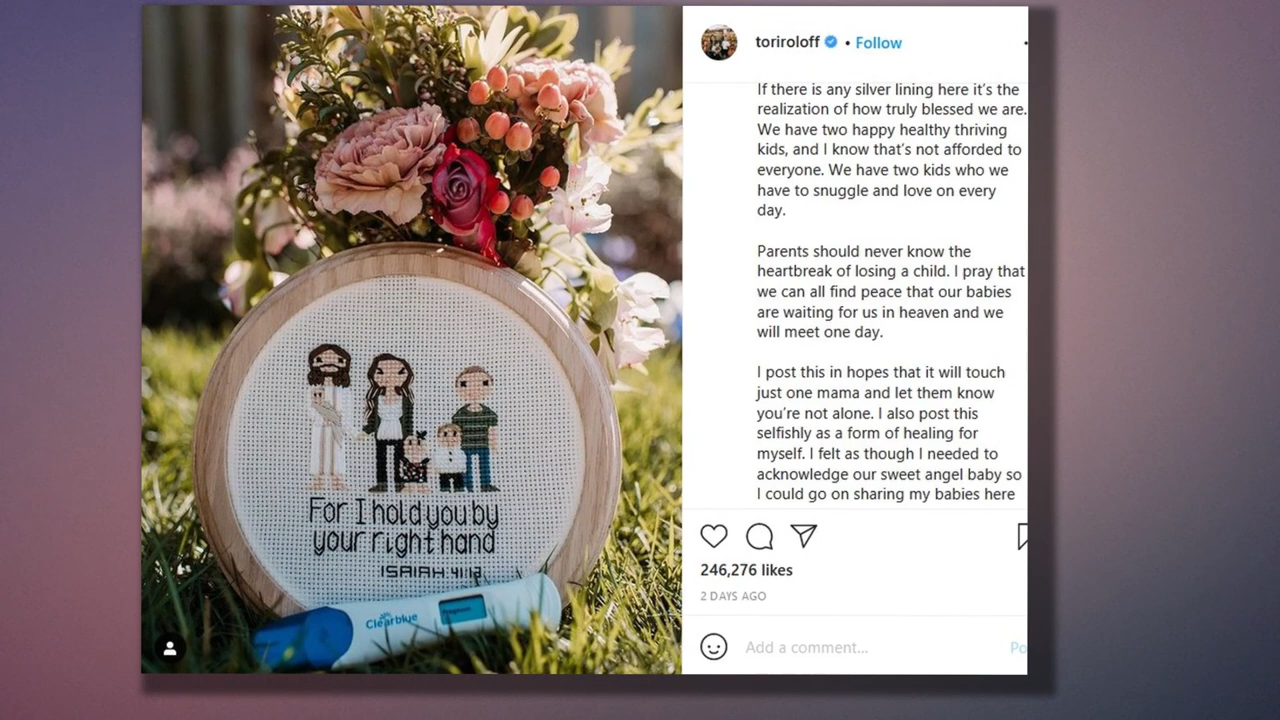 toriroloff • Follow
If there is any silver lining here it's the
realization of how truly blessed we are.
We have two happy healthy thriving
kids, and I know that's not afforded to
everyone. We have two kids who we
have to snuggle and love on every
day.
Parents should never know the
heartbreak of losing a child. I pray that
we can all find peace that our babies
are waiting for us in heaven and we
will meet one day.
I post this in hopes that it will touch
just one mama and let them know
you're not alone. I also post this
selfishly as a form of healing for
myself. I felt as though I needed to
acknowledge our sweet angel baby so
I could go on sharing my babies here
246,276 likes
2 DAYS AGO
Add a comment...
Po
For I hold you by
your right hand
ISAIAH 41:13
Clearblue
Pregnant